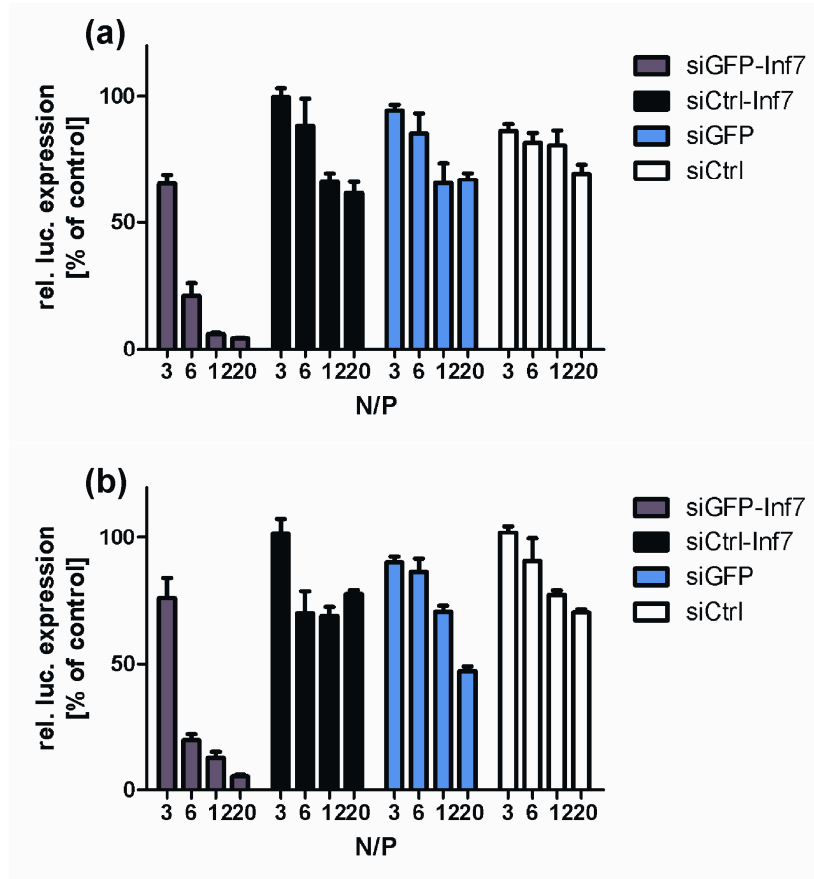 (a)
rel. luc. expression
[% of control]
100
50
0
3 6 1220 3 6 1220 3 6 1220 3 6 1220
N/P
siGFP-Inf7
siCtrl-Inf7
siGFP
siCtrl
(b)
rel. luc. expression
[% of control]
100
50
0
3 6 1220 3 6 1220 3 6 1220 3 6 1220
N/P
siGFP-Inf7
siCtrl-Inf7
siGFP
siCtrl